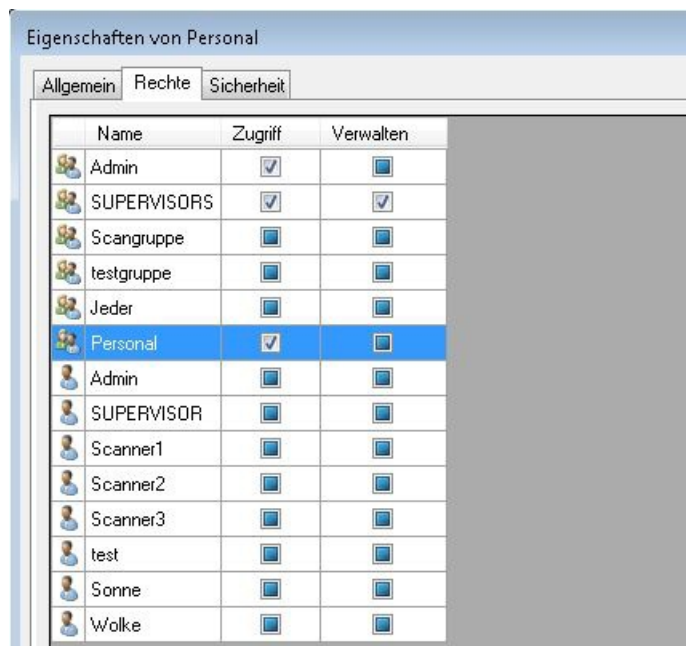 Eigenschaften von Personal
Allgemein Rechte Sicherheit
Name Zugriff Verwalten
Admin
SUPERVISORS
Scangruppe
testgruppe
Jeder
Personal
Admin
SUPERVISOR
Scanner1
Scanner2
Scanner3
test
Sonne
Wolke